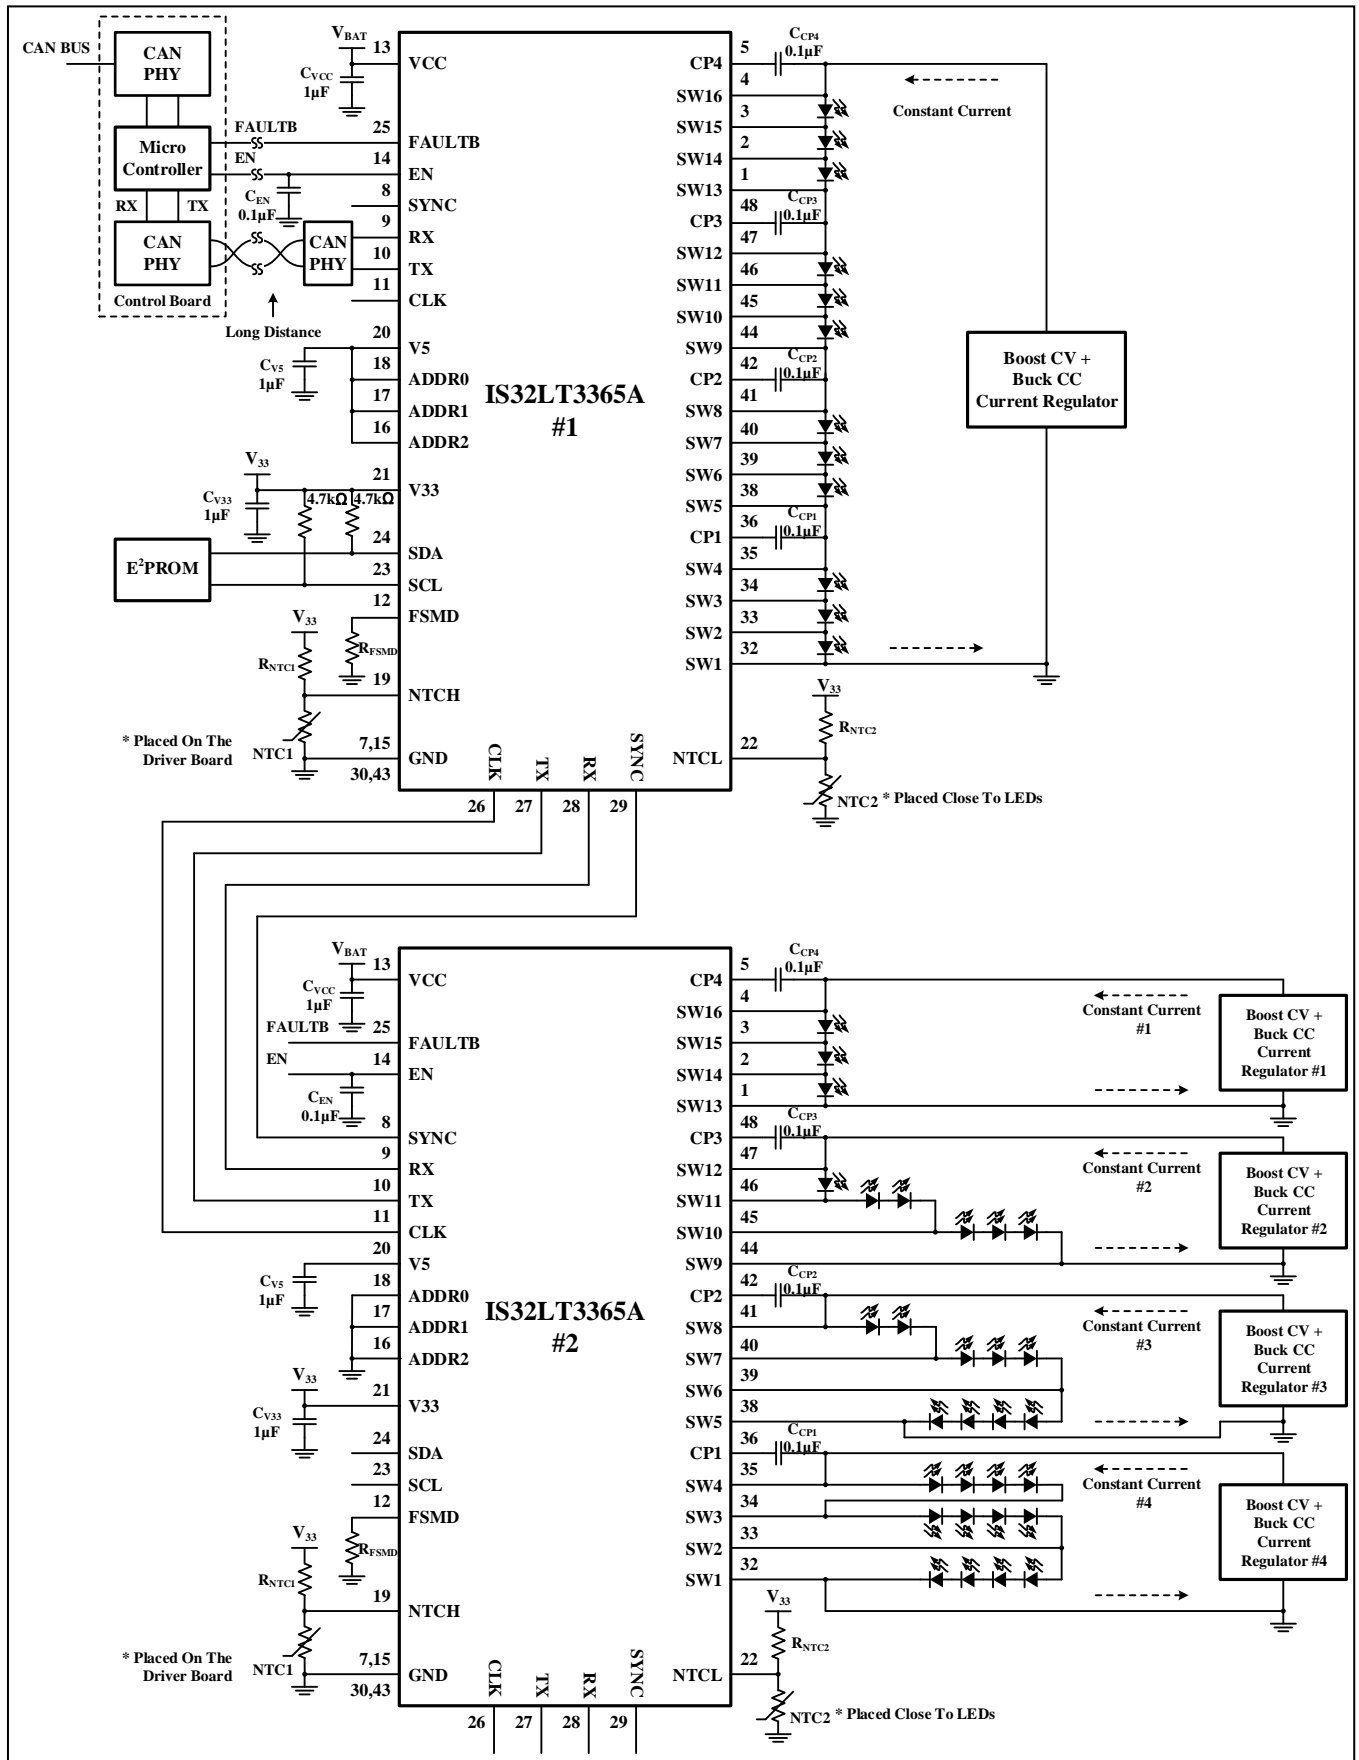 CAN BUS
CAN
PHY
Micro
Controller
RX
TX
CAN
PHY
Control Board
FAULTB
EN
C_EN
0.1µF
CAN
PHY
Long Distance
V_BAT
C_VCC
1µF
C_V5
1µF
V_33
C_V33
1µF
4.7kΩ
4.7kΩ
E²PROM
V_33
R_NTC1
R_FSMD
* Placed On The
Driver Board
NTC1
13 VCC
25 FAULTB
14 EN
8 SYNC
9 RX
10 TX
11 CLK
20 V5
18 ADDR0
17 ADDR1
16 ADDR2
21 V33
24 SDA
23 SCL
12 FSMD
19 NTCH
7,15 GND
30,43
IS32LT3365A
#1
CLK
TX
RX
SYNC
26
27
28
29
CP4 5
SW16 4
SW15 3
SW14 2
SW13 1
CP3 48
SW12 47
SW11 46
SW10 45
SW9 44
CP2 42
SW8 41
SW7 40
SW6 39
SW5 38
CP1 36
SW4 35
SW3 34
SW2 33
SW1 32
NTCL 22
C_CP4
0.1µF
C_CP3
0.1µF
C_CP2
0.1µF
C_CP1
0.1µF
Constant Current
Boost CV +
Buck CC
Current Regulator
V_33
R_NTC2
NTC2 * Placed Close To LEDs
V_BAT
C_VCC
1µF
FAULTB
EN
C_EN
0.1µF
C_V5
1µF
V_33
C_V33
1µF
V_33
R_NTC1
R_FSMD
* Placed On The
Driver Board
NTC1
13 VCC
25 FAULTB
14 EN
8 SYNC
9 RX
10 TX
11 CLK
20 V5
18 ADDR0
17 ADDR1
16 ADDR2
21 V33
24 SDA
23 SCL
12 FSMD
19 NTCH
7,15 GND
30,43
IS32LT3365A
#2
CLK
TX
RX
SYNC
26
27
28
29
CP4 5
SW16 4
SW15 3
SW14 2
SW13 1
CP3 48
SW12 47
SW11 46
SW10 45
SW9 44
CP2 42
SW8 41
SW7 40
SW6 39
SW5 38
CP1 36
SW4 35
SW3 34
SW2 33
SW1 32
NTCL 22
C_CP4
0.1µF
C_CP3
0.1µF
C_CP2
0.1µF
C_CP1
0.1µF
Constant Current
#1
Boost CV +
Buck CC
Current
Regulator #1
Constant Current
#2
Boost CV +
Buck CC
Current
Regulator #2
Constant Current
#3
Boost CV +
Buck CC
Current
Regulator #3
Constant Current
#4
Boost CV +
Buck CC
Current
Regulator #4
V_33
R_NTC2
NTC2 * Placed Close To LEDs